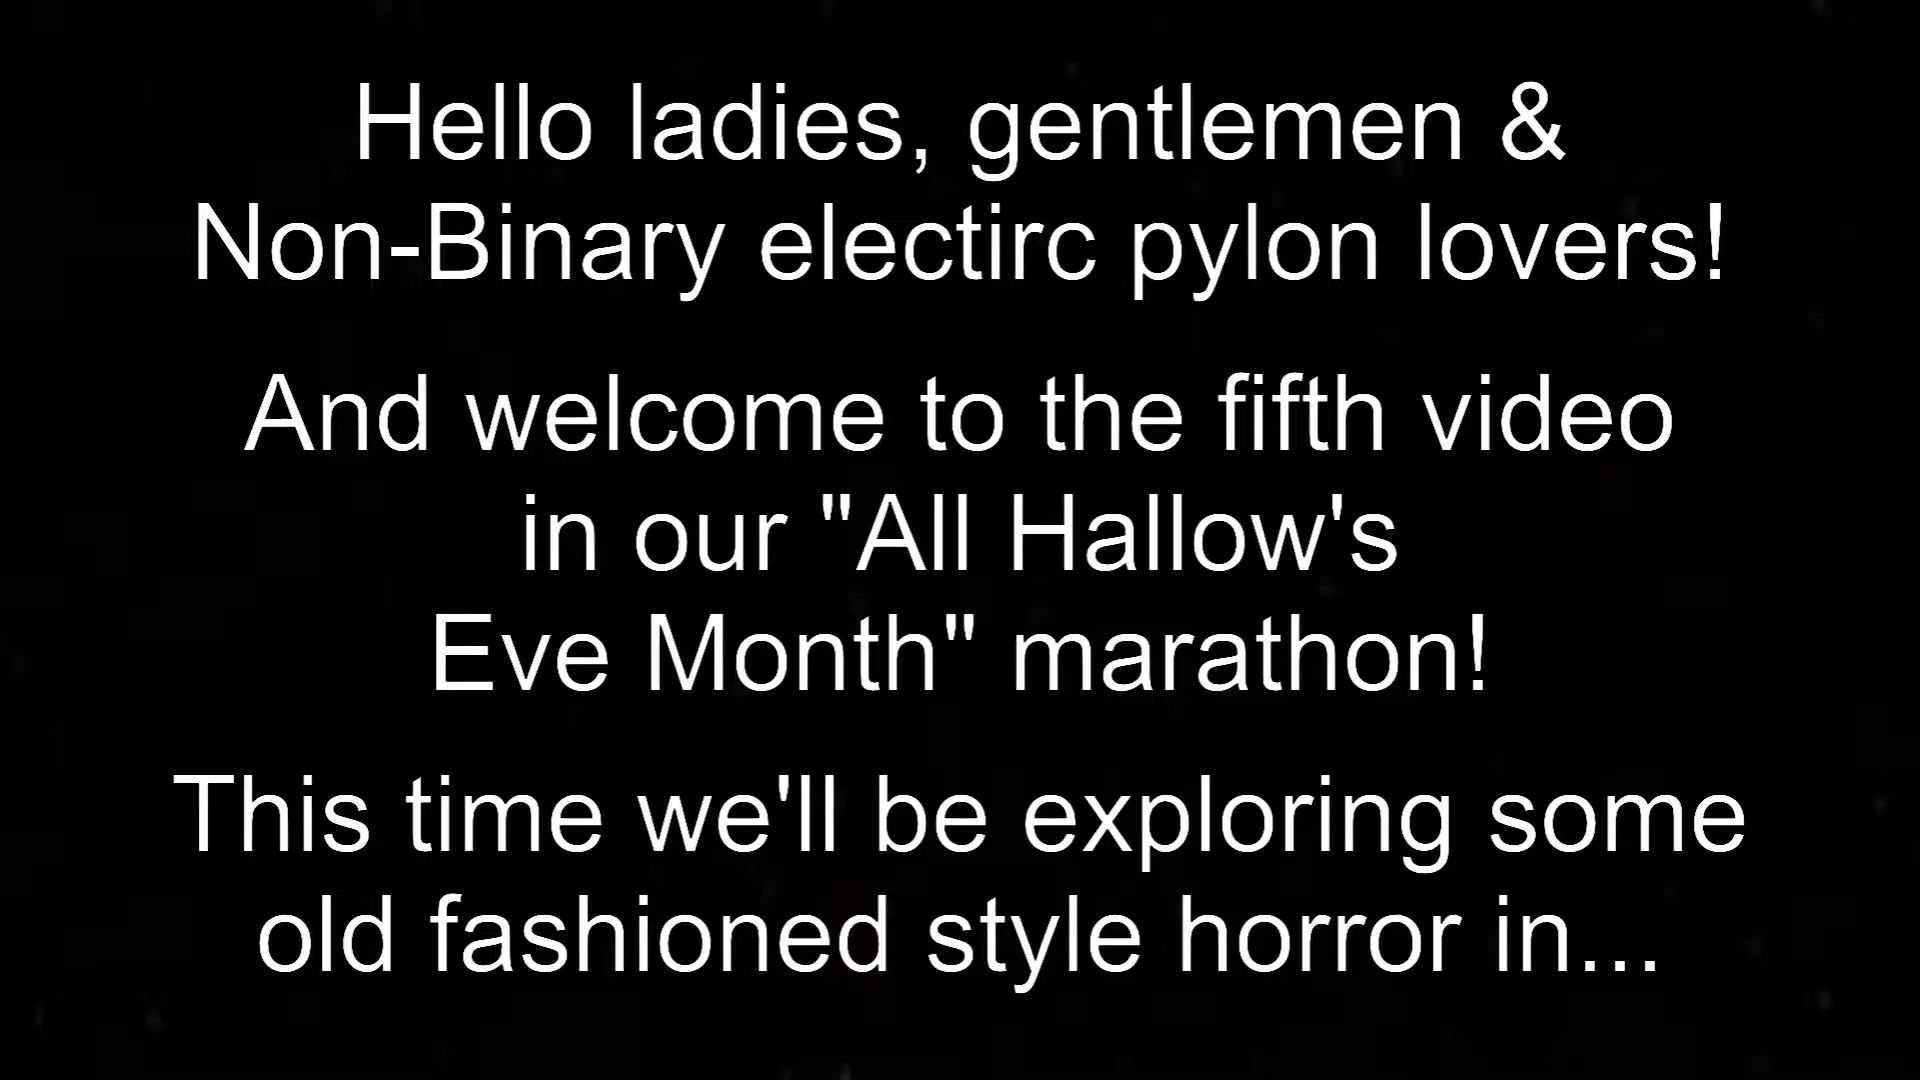 Hello ladies, gentlemen &
Non-Binary electirc pylon lovers!
And welcome to the fifth video
in our "All Hallow's
Eve Month" marathon!
This time we'll be exploring some
old fashioned style horror in...